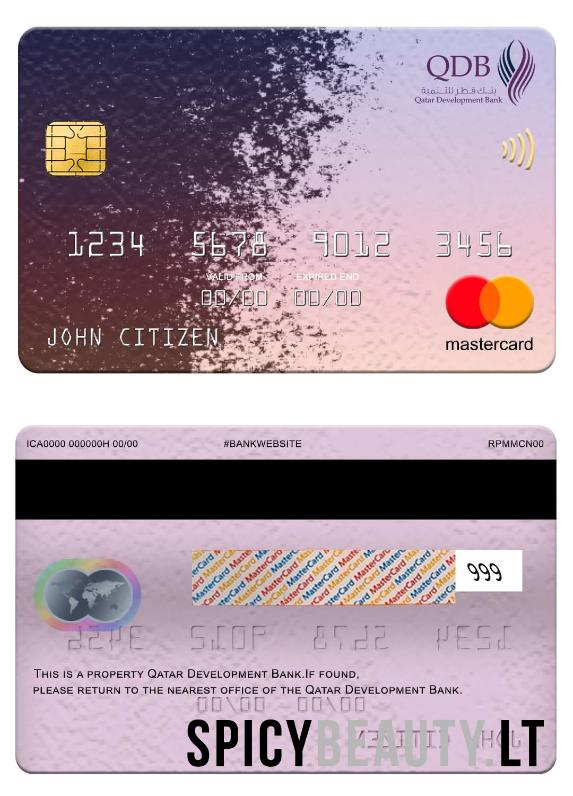 QDB
بنك قطر للتنمية
Qatar Development Bank
1234 5678 9012 3456
VALID FROM EXPIRED END
00/00 00/00
JOHN CITIZEN
mastercard
ICA0000 000000H 00/00 #BANKWEBSITE RPMMCN00
MasterCard MasterCard MasterCard
999
THIS IS A PROPERTY QATAR DEVELOPMENT BANK.IF FOUND,
PLEASE RETURN TO THE NEAREST OFFICE OF THE QATAR DEVELOPMENT BANK.
SPICYBEAUTY.LT